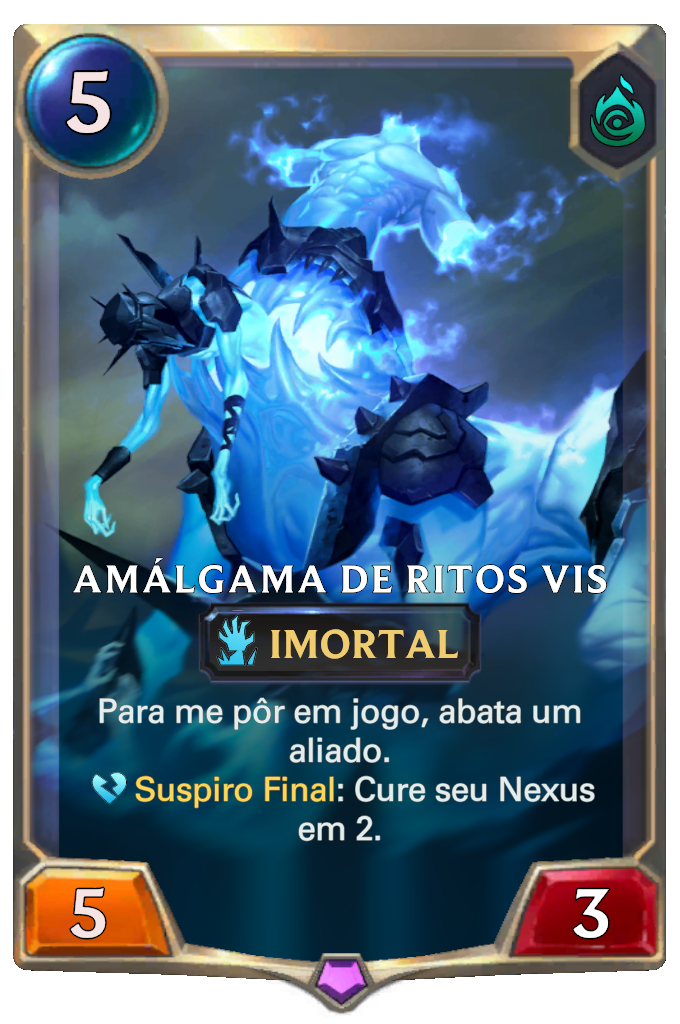 5
AMÁLGAMA DE RITOS VIS
IMORTAL
Para me pôr em jogo, abata um
aliado.
Suspiro Final: Cure seu Nexus
em 2.
5
3